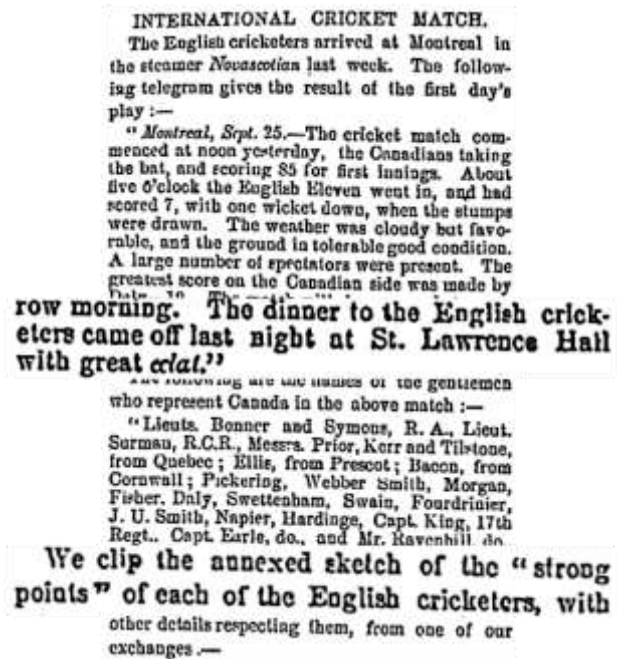 INTERNATIONAL CRICKET MATCH.
The English cricketers arrived at Montreal in
the steamer Novascotian last week. The follow-
ing telegram gives the result of the first day's
play :—
"Montreal, Sept. 25.—The cricket match com-
menced at noon yesterday, the Canadians taking
the bat, and scoring 85 for first innings. About
five o'clock the English Eleven went in, and had
scored 7, with one wicket down, when the stumps
were drawn. The weather was cloudy but favo-
rable, and the ground in tolerable good condition.
A large number of spectators were present. The
greatest score on the Canadian side was made by
row morning. The dinner to the English crick-
eters came off last night at St. Lawrence Hall
with great eclat."
The following are the names of the gentlemen
who represent Canada in the above match :—
"Lieuts. Bonner and Symons, R. A., Lieut.
Surman, R.C.R., Messrs. Prior, Kerr and Tilstone,
from Quebec ; Ellis, from Prescot ; Bacon, from
Cornwall ; Pickering, Webber Smith, Morgan,
Fisher. Daly, Swettenham, Swain, Fourdrinier,
J. U. Smith, Napier, Hardinge, Capt. King, 17th
Regt., Capt. Earle, do., and Mr. Ravenhill, do.
We clip the annexed sketch of the "strong
points" of each of the English cricketers, with
other details respecting them, from one of our
exchanges.—